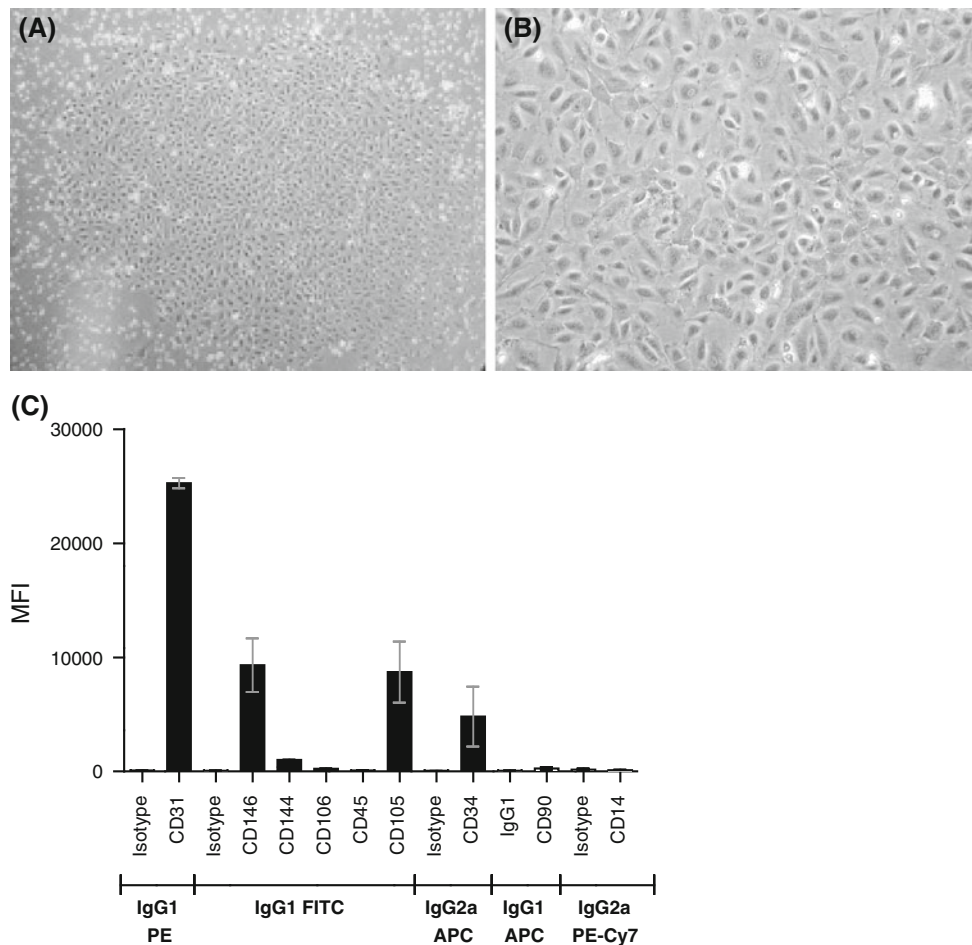 (A)
(B)
(C)
30000
20000
10000
0
MFI
Isotype
CD31
Isotype
CD146
CD144
CD106
CD45
CD105
Isotype
CD34
IgG1
CD90
Isotype
CD14
IgG1
PE
IgG1 FITC
IgG2a
APC
IgG1
APC
IgG2a
PE-Cy7